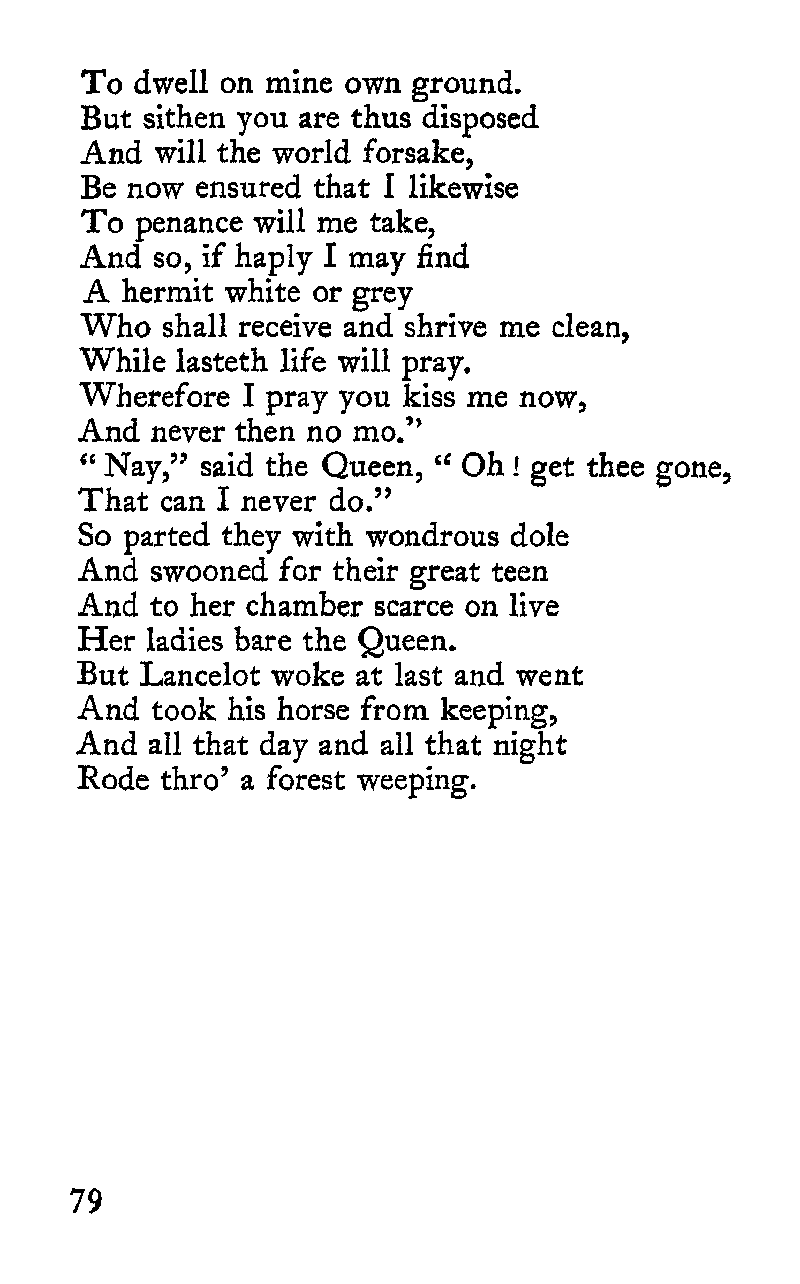 To dwell on mine own ground.
But sithen you are thus disposed
And will the world forsake,
Be now ensured that I likewise
To penance will me take,
And so, if haply I may find
A hermit white or grey
Who shall receive and shrive me clean,
While lasteth life will pray.
Wherefore I pray you kiss me now,
And never then no mo.”
“ Nay,” said the Queen, “ Oh ! get thee gone,
That can I never do.”
So parted they with wondrous dole
And swooned for their great teen
And to her chamber scarce on live
Her ladies bare the Queen.
But Lancelot woke at last and went
And took his horse from keeping,
And all that day and all that night
Rode thro’ a forest weeping.
79